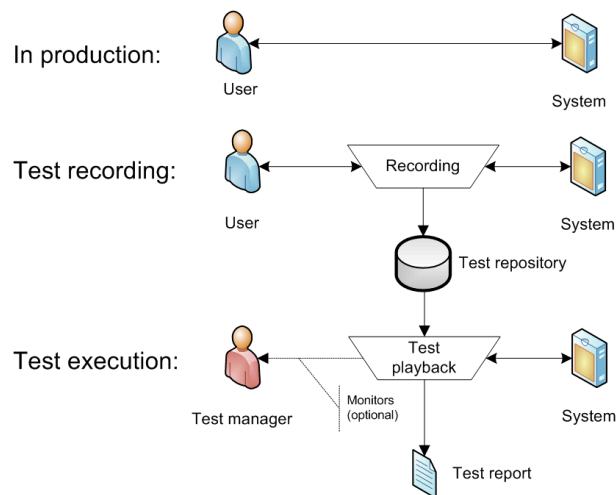 In production:
User
System
Test recording:
Recording
User
System
Test repository
Test execution:
Test
playback
Monitors
(optional)
Test manager
System
Test report